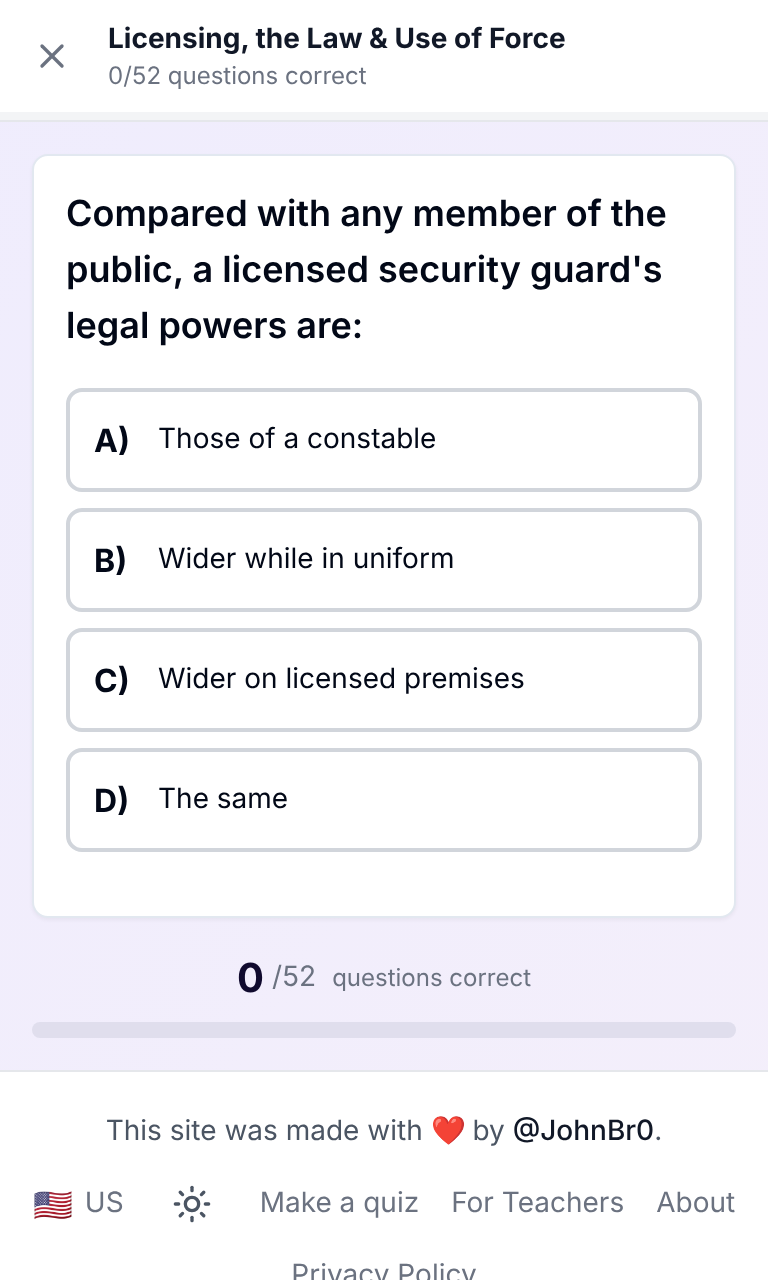 Licensing, the Law & Use of Force
0/52 questions correct
Compared with any member of the
public, a licensed security guard's
legal powers are:
A) Those of a constable
B) Wider while in uniform
C) Wider on licensed premises
D) The same
0 /52 questions correct
This site was made with ❤️ by @JohnBr0.
🇺🇸 US Make a quiz For Teachers About
Privacy Policy